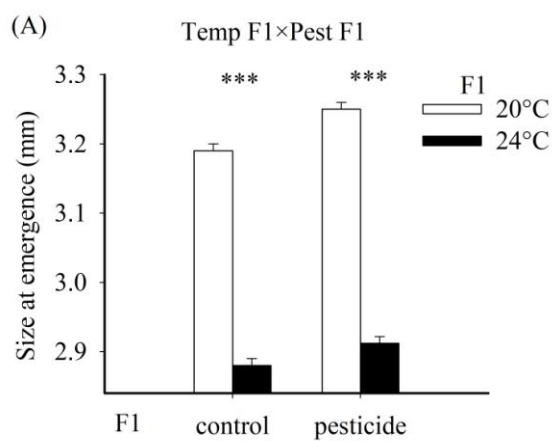 (A)
Temp F1×Pest F1
3.3
3.2
3.1
3.0
2.9
Size at emergence (mm)
*** ***
F1
20°C
24°C
F1 control pesticide